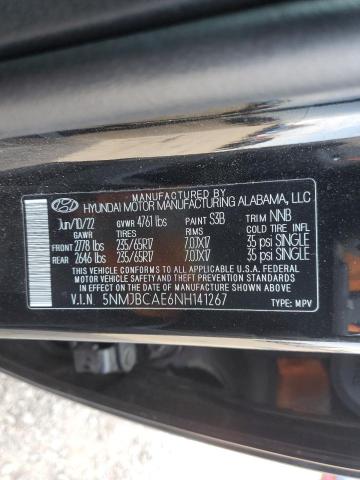 MANUFACTURED BY
HYUNDAI MOTOR MANUFACTURING ALABAMA, LLC
Jun/10/22 GVWR 4761 lbs PAINT S3B TRIM NNB
GAWR TIRES RIMS COLD TIRE INFL
FRONT 2778 lbs 235/65R17 7.0JX17 35 psi SINGLE
REAR 2646 lbs 235/65R17 7.0JX17 35 psi SINGLE
THIS VEHICLE CONFORMS TO ALL APPLICABLE U.S. FEDERAL MOTOR
VEHICLE SAFETY AND THEFT PREVENTION STANDARDS
IN EFFECT ON THE DATE OF MANUFACTURE SHOWN ABOVE.
V.I.N 5NMJBCAE6NH141267 TYPE: MPV